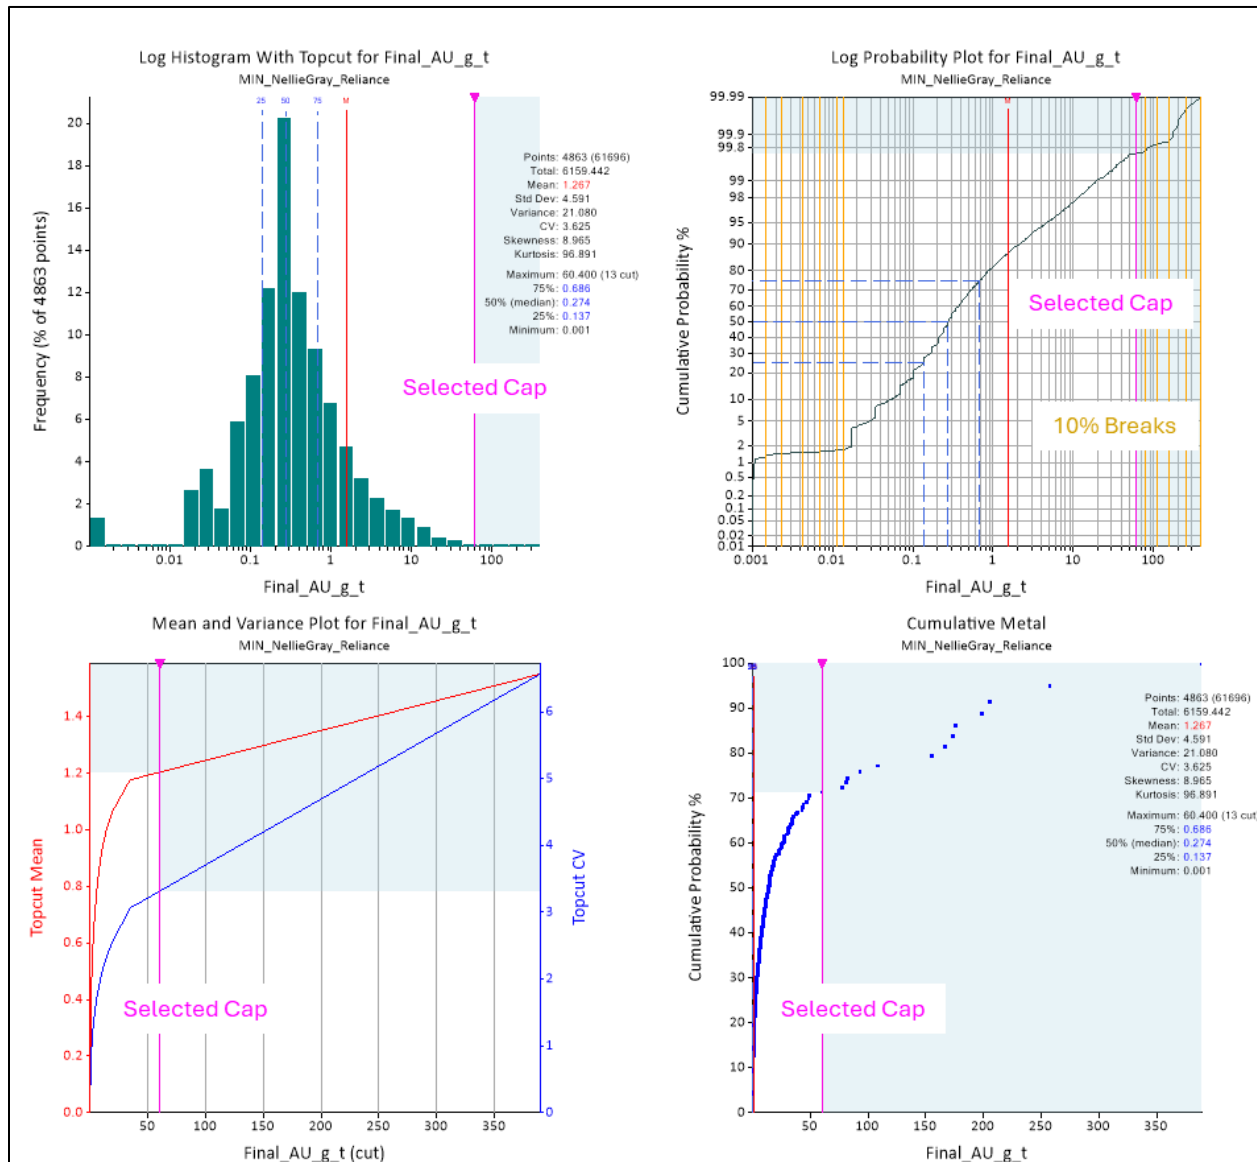 Log Histogram With Topcut for Final_AU_g_t
MIN_NellieGray_Reliance
25 50 75 M
20
18
16
14
12
10
8
6
4
2
0
Frequency (% of 4863 points)
Points: 4863 (61696)
Total: 6159.442
Mean: 1.267
Std Dev: 4.591
Variance: 21.080
CV: 3.625
Skewness: 8.965
Kurtosis: 96.891
Maximum: 60.400 (13 cut)
75%: 0.686
50% (median): 0.274
25%: 0.137
Minimum: 0.001
Selected Cap
0.01 0.1 1 10 100
Final_AU_g_t
Log Probability Plot for Final_AU_g_t
MIN_NellieGray_Reliance
M
99.99
99.9
99.8
99
98
95
90
80
70
60
50
40
30
20
10
5
2
1
0.5
0.2
0.1
0.05
0.02
0.01
Cumulative Probability %
Selected Cap
10% Breaks
0.001 0.01 0.1 1 10 100
Final_AU_g_t
Mean and Variance Plot for Final_AU_g_t
MIN_NellieGray_Reliance
1.4
1.2
1.0
0.8
0.6
0.4
0.2
0.0
Topcut Mean
6
5
4
3
2
1
0
Topcut CV
Selected Cap
50 100 150 200 250 300 350
Final_AU_g_t (cut)
Cumulative Metal
MIN_NellieGray_Reliance
100
90
80
70
60
50
40
30
20
10
0
Cumulative Probability %
Points: 4863 (61696)
Total: 6159.442
Mean: 1.267
Std Dev: 4.591
Variance: 21.080
CV: 3.625
Skewness: 8.965
Kurtosis: 96.891
Maximum: 60.400 (13 cut)
75%: 0.686
50% (median): 0.274
25%: 0.137
Minimum: 0.001
Selected Cap
50 100 150 200 250 300 350
Final_AU_g_t